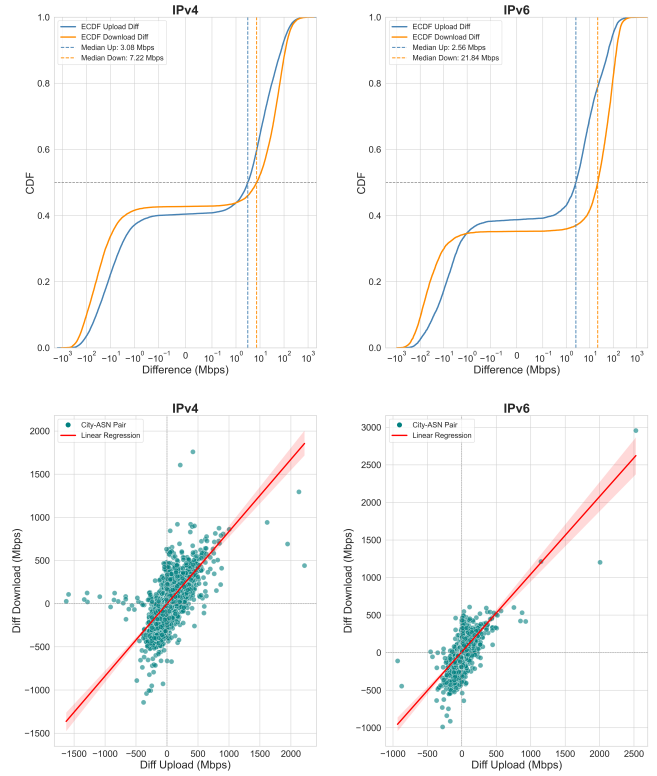 IPv4
1.0
0.8
0.6
0.4
0.2
0.0
CDF
ECDF Upload Diff
ECDF Download Diff
Median Up: 3.08 Mbps
Median Down: 7.22 Mbps
−10³ −10² −10¹ −10⁰ 0 10⁰ 10¹ 10² 10³
Difference (Mbps)
IPv6
1.0
0.8
0.6
0.4
0.2
0.0
CDF
ECDF Upload Diff
ECDF Download Diff
Median Up: 2.56 Mbps
Median Down: 21.84 Mbps
−10³ −10² −10¹ −10⁰ 0 10⁰ 10¹ 10² 10³
Difference (Mbps)
IPv4
2000
1500
1000
500
0
−500
−1000
−1500
Diff Download (Mbps)
City-ASN Pair
Linear Regression
−1500 −1000 −500 0 500 1000 1500 2000
Diff Upload (Mbps)
IPv6
3000
2500
2000
1500
1000
500
0
−500
−1000
Diff Download (Mbps)
City-ASN Pair
Linear Regression
−1000 −500 0 500 1000 1500 2000 2500
Diff Upload (Mbps)